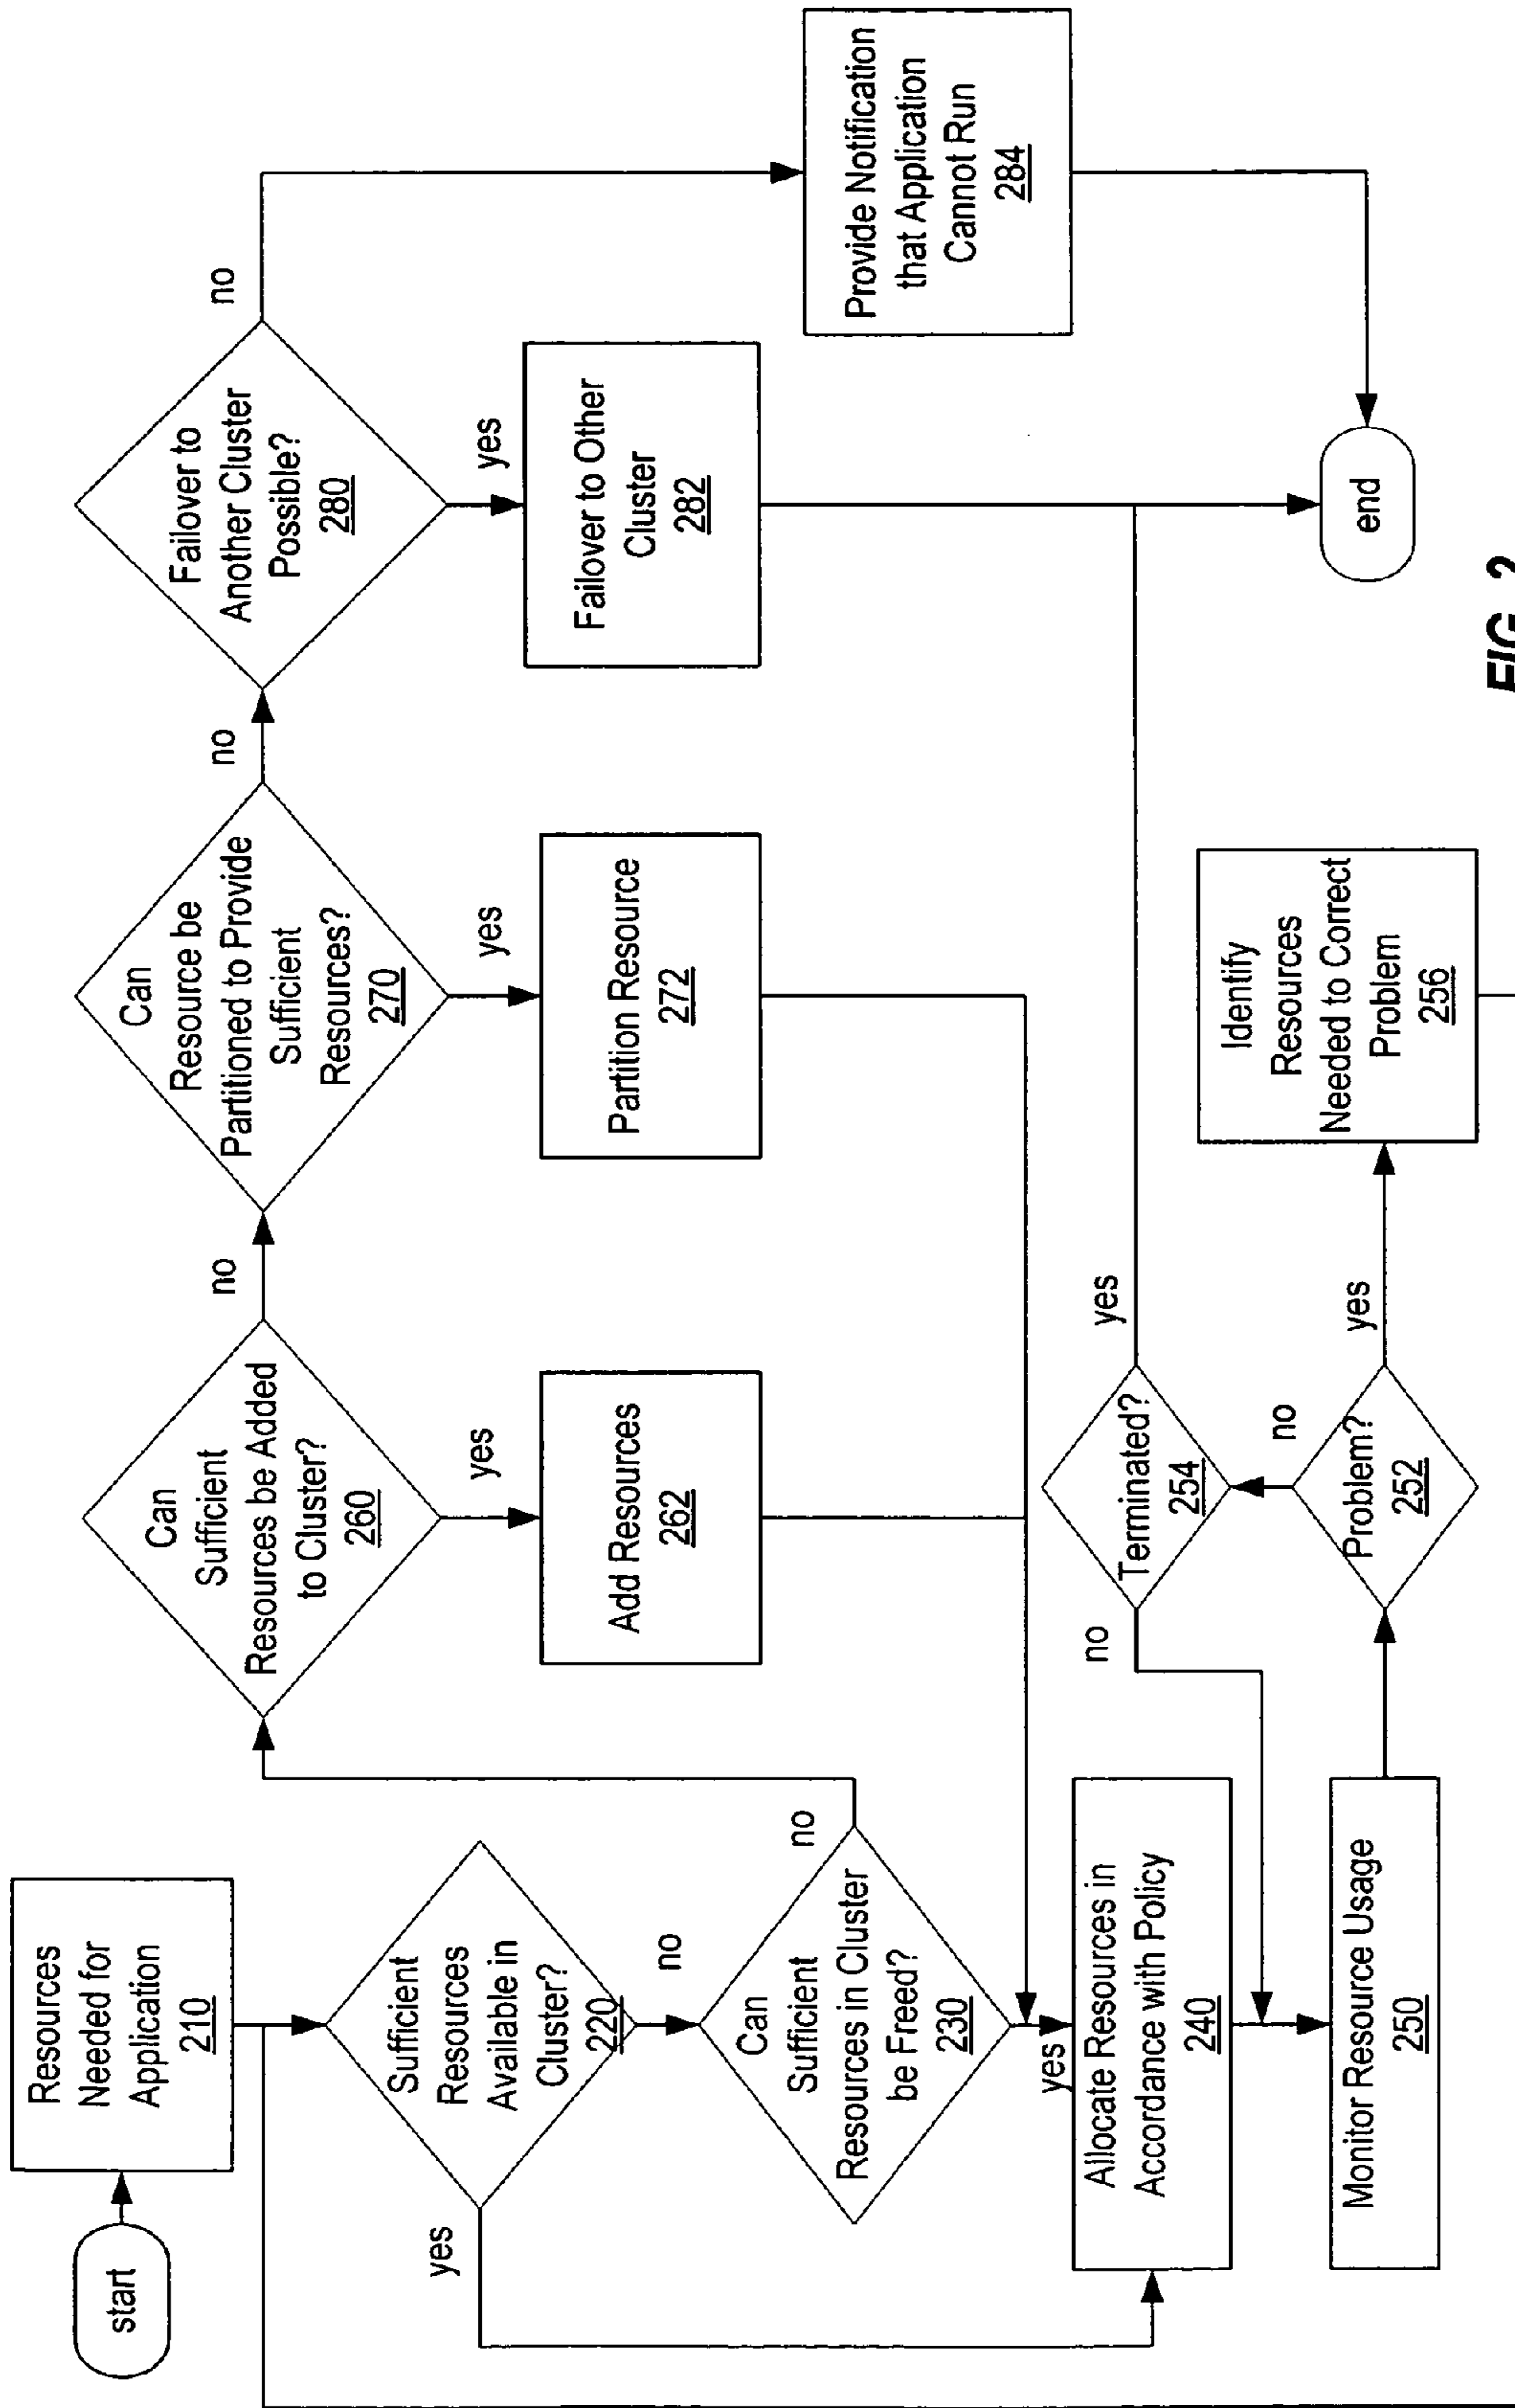 start
Resources
Needed for
Application
210
Sufficient
Resources
Available in
Cluster?
220
yes
no
Can
Sufficient
Resources in Cluster
be Freed?
230
no
yes
Allocate Resources in
Accordance with Policy
240
Monitor Resource Usage
250
Can
Sufficient
Resources be Added
to Cluster?
260
no
yes
Add Resources
262
Can
Resource be
Partitioned to Provide
Sufficient
Resources?
270
no
yes
Partition Resource
272
Failover to
Another Cluster
Possible?
280
no
yes
Failover to Other
Cluster
282
Provide Notification
that Application
Cannot Run
284
Terminated?
254
no
yes
Problem?
252
no
yes
Identify
Resources
Needed to Correct
Problem
256
end
FIG. 2